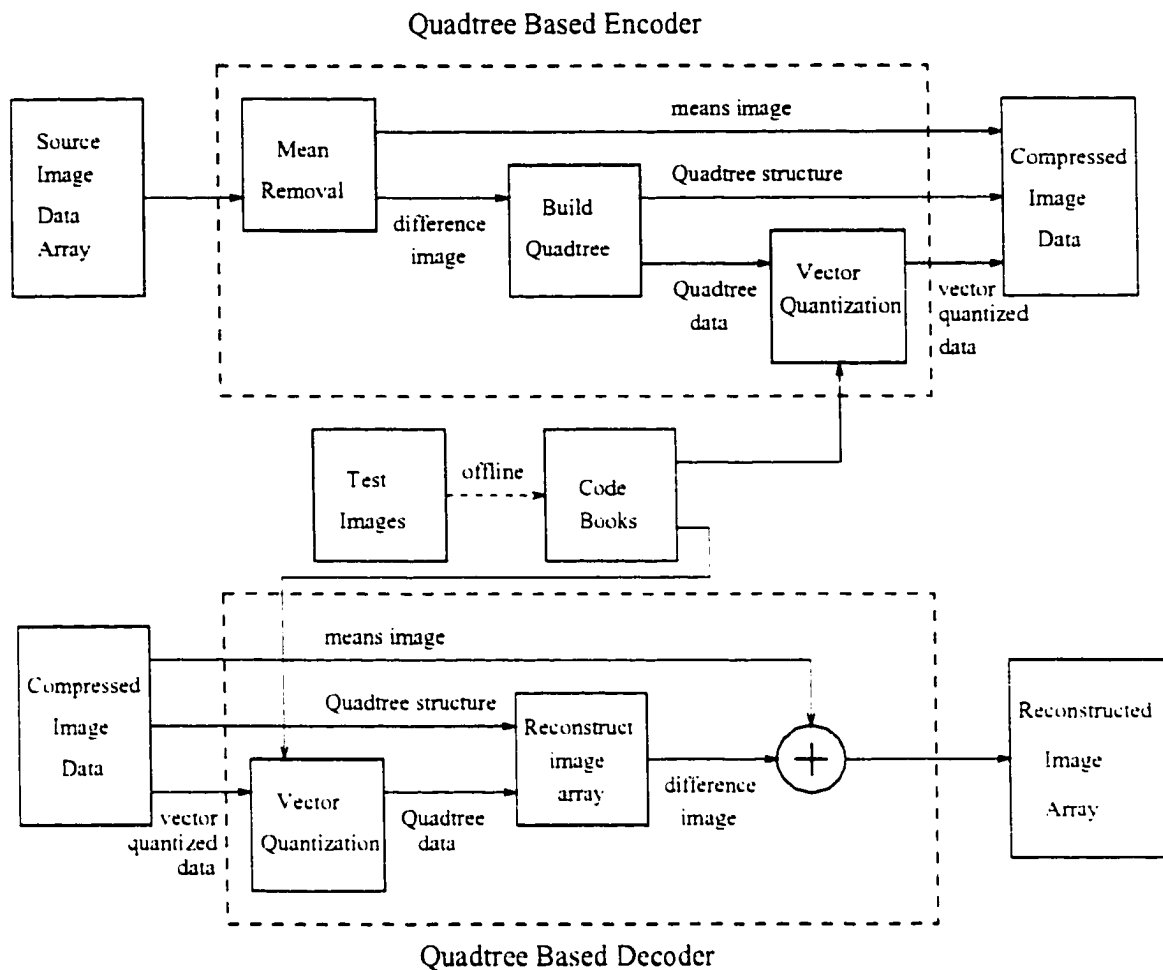 Quadtree Based Encoder
Source
Image
Data
Array
Mean
Removal
means image
difference
image
Build
Quadtree
Quadtree structure
Quadtree
data
Vector
Quantization
vector
quantized
data
Compressed
Image
Data
Test
Images
offline
Code
Books
Compressed
Image
Data
means image
Quadtree structure
vector
quantized
data
Vector
Quantization
Quadtree
data
Reconstruct
image
array
difference
image
Reconstructed
Image
Array
Quadtree Based Decoder